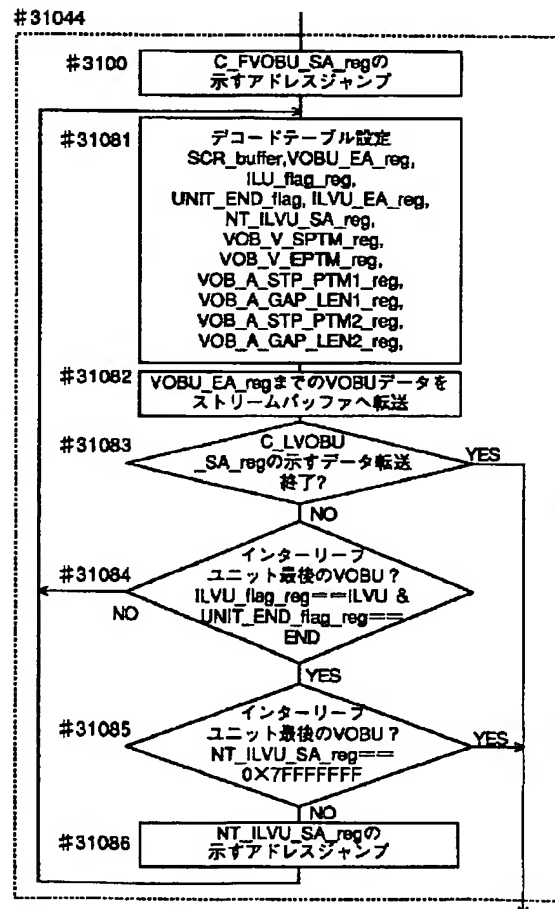 #31044
#3100
C_FVOBU_SA_regの
示すアドレスジャンプ
#31081
デコードテーブル設定
SCR_buffer,VOBU_EA_reg,
ILU_flag_reg,
UNIT_END_flag, ILVU_EA_reg,
NT_ILVU_SA_reg,
VOB_V_SPTM_reg,
VOB_V_EPTM_reg,
VOB_A_STP_PTM1_reg,
VOB_A_GAP_LEN1_reg,
VOB_A_STP_PTM2_reg,
VOB_A_GAP_LEN2_reg,
#31082
VOBU_EA_regまでのVOBUデータを
ストリームバッファへ転送
#31083
C_LVOBU
_SA_regの示すデータ転送
終了?
YES
NO
#31084
インターリーブ
ユニット最後のVOBU?
ILVU_flag_reg==ILVU &
UNIT_END_flag_reg==
END
NO
YES
#31085
インターリーブ
ユニット最後のVOBU?
NT_ILVU_SA_reg==
0×7FFFFFFF
YES
NO
#31086
NT_ILVU_SA_regの
示すアドレスジャンプ